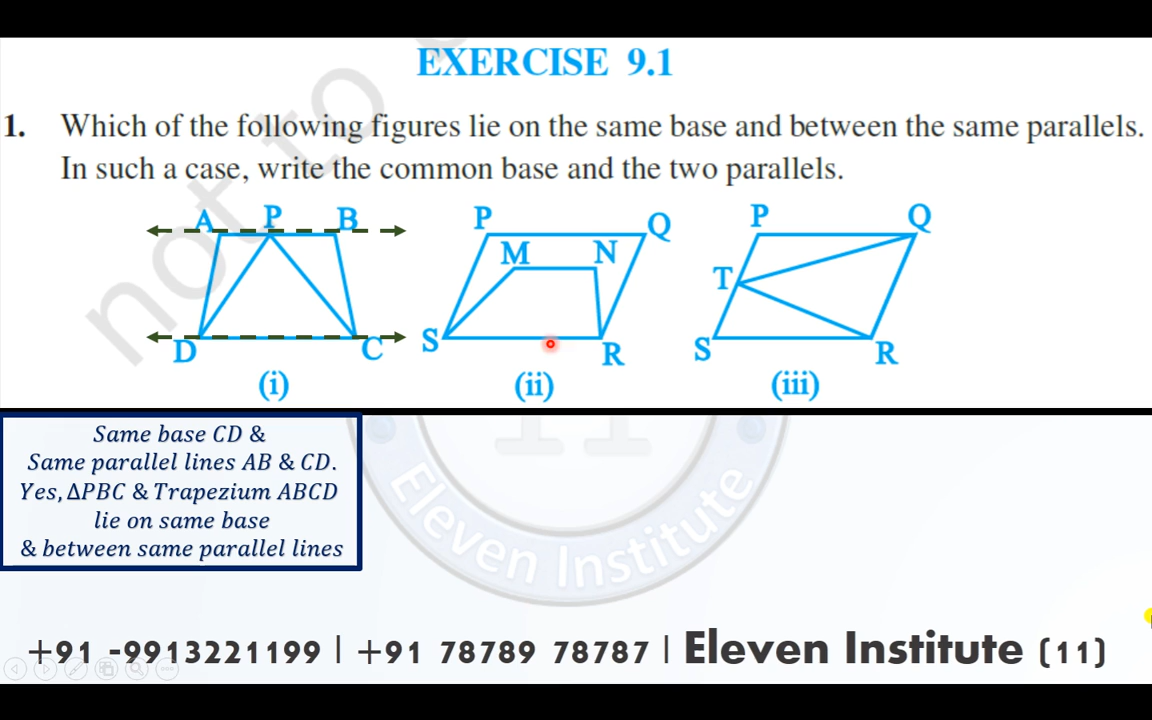 EXERCISE 9.1
1. Which of the following figures lie on the same base and between the same parallels.
In such a case, write the common base and the two parallels.
A P B
D C
(i)
P Q
M N
S R
(ii)
P Q
T
S R
(iii)
not to
Same base CD &
Same parallel lines AB & CD.
Yes, ΔPBC & Trapezium ABCD
lie on same base
& between same parallel lines
11
Eleven Institute
+91 -9913221199 | +91 78789 78787 | Eleven Institute (11)